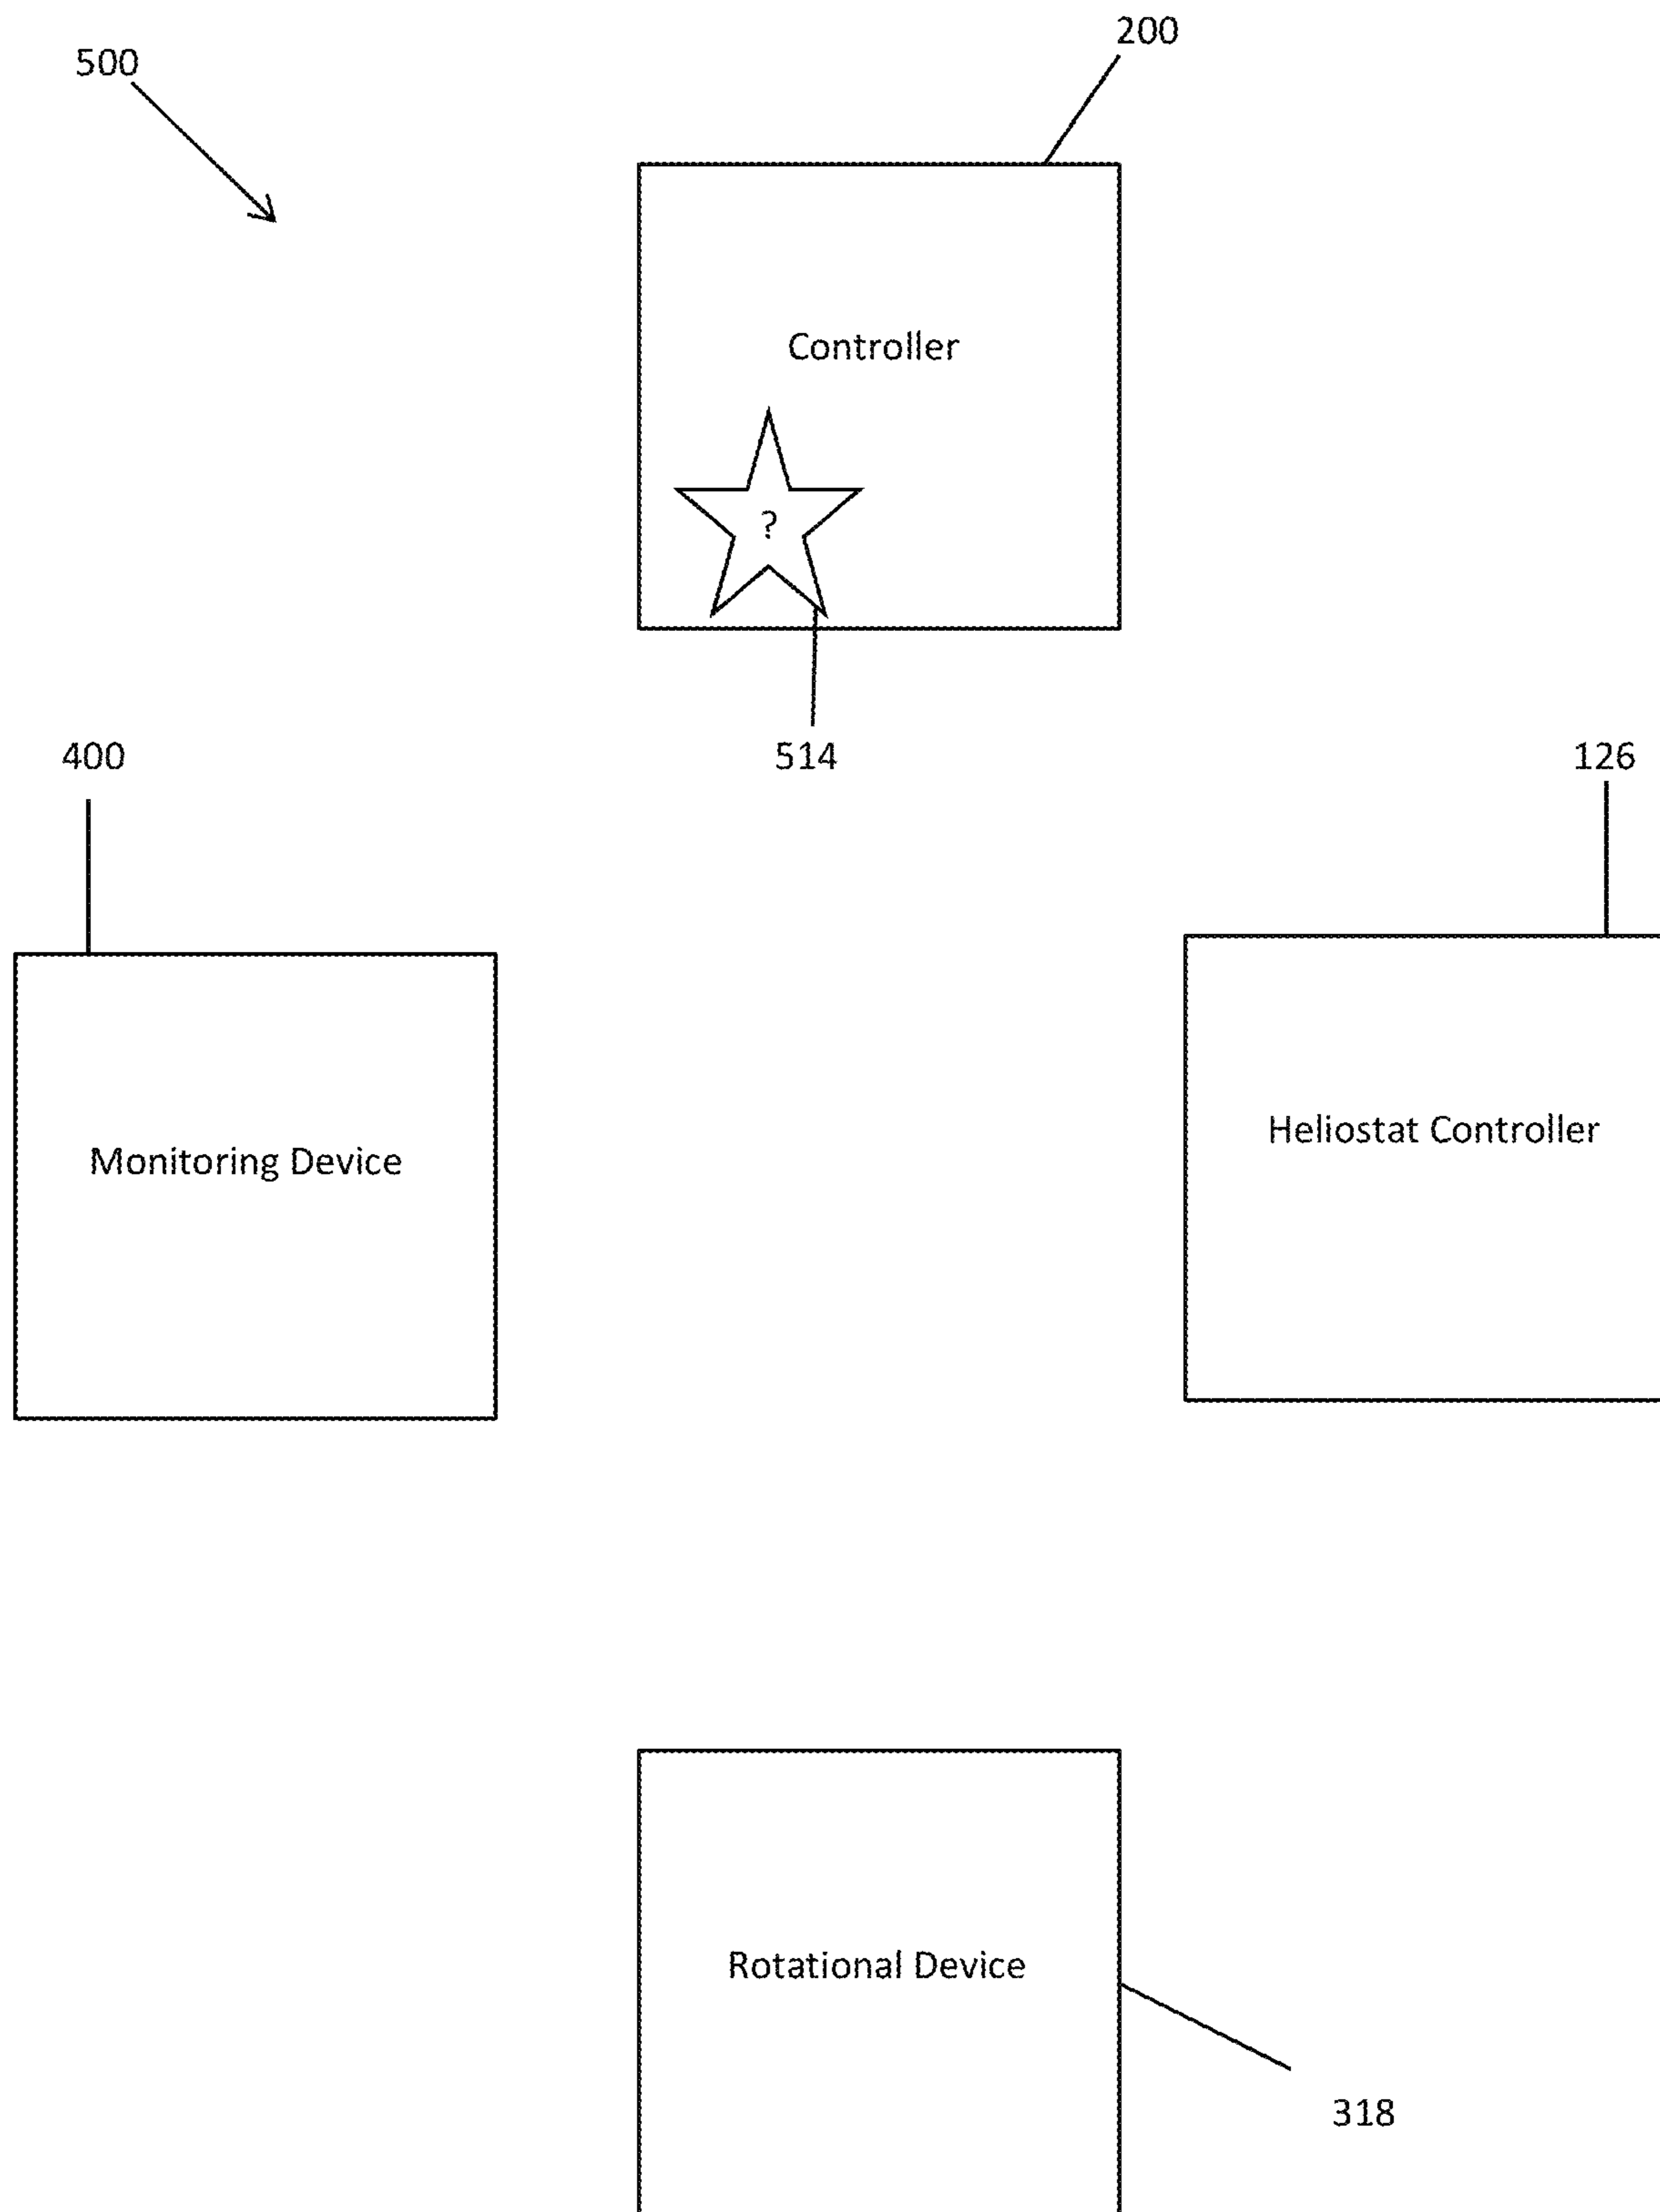 200
500
Controller
?
514
400
126
Heliostat Controller
Monitoring Device
Rotational Device
318